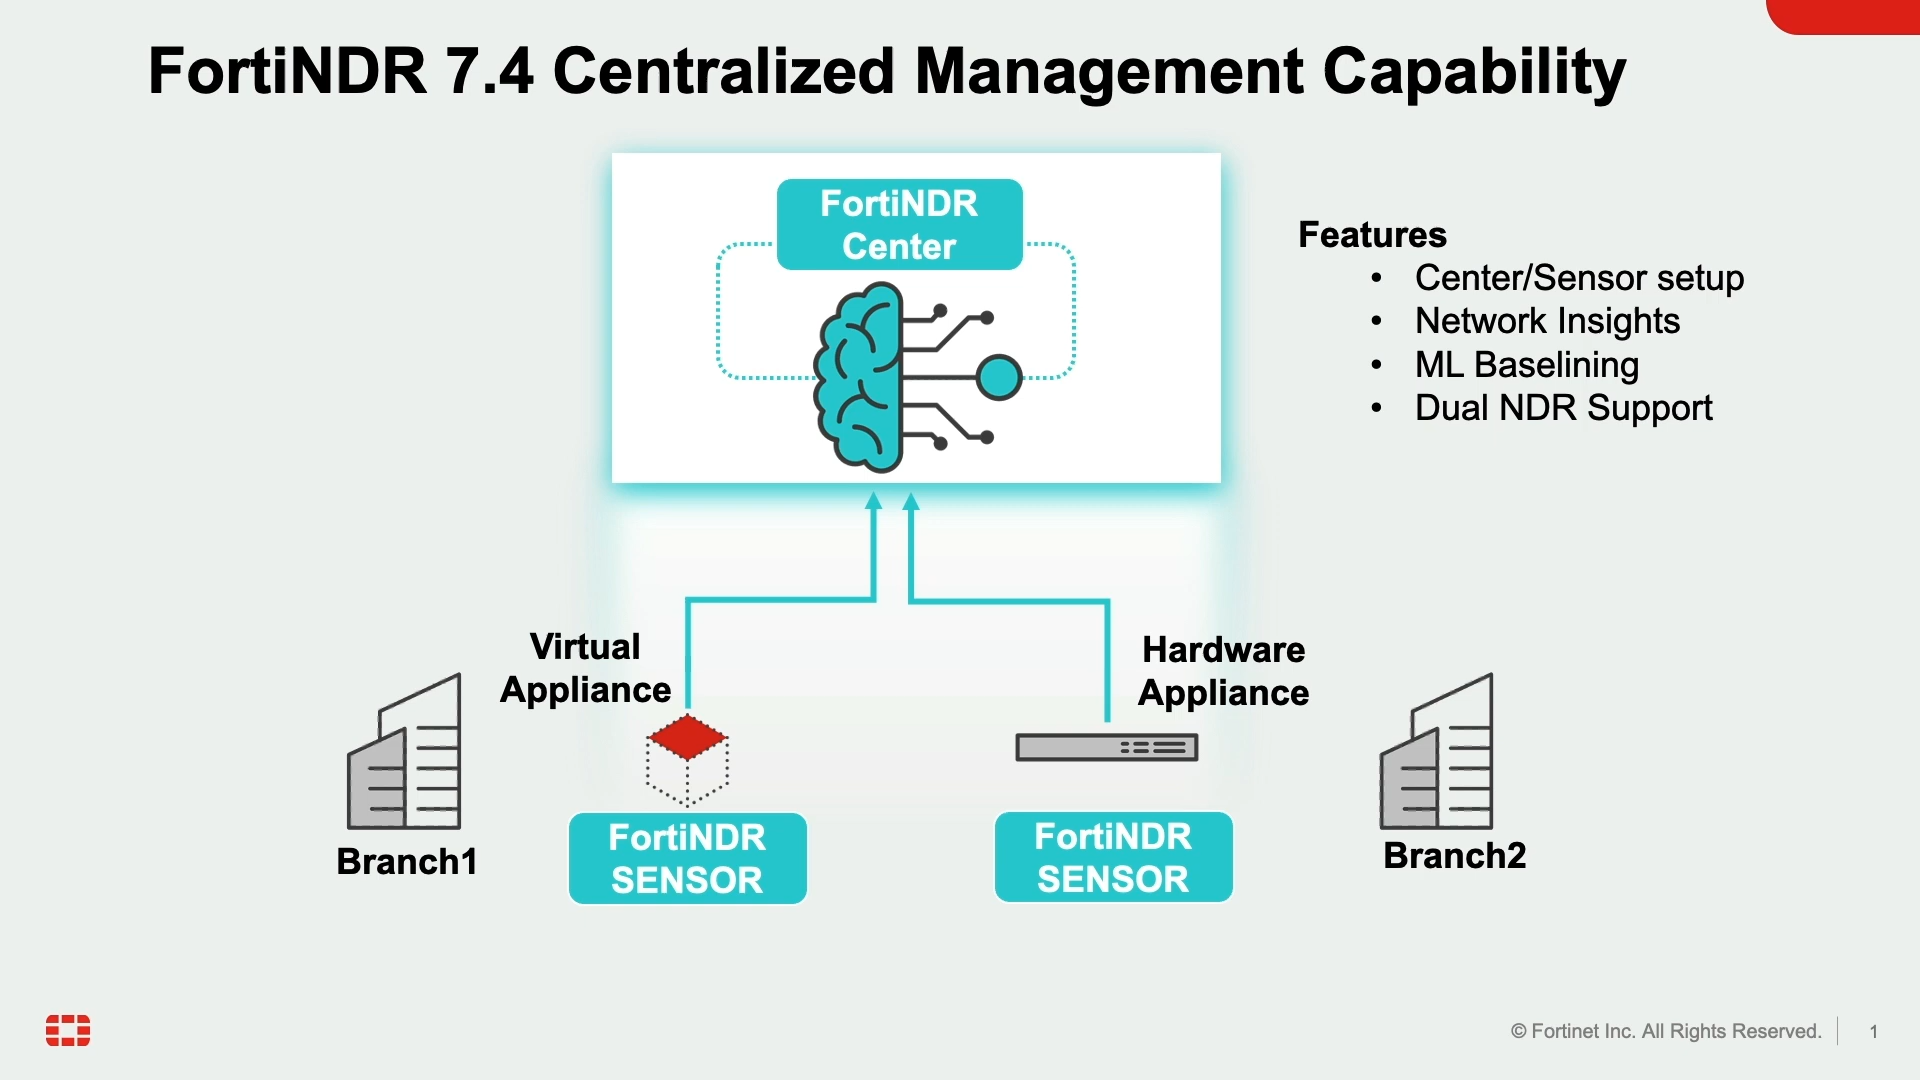 FortiNDR 7.4 Centralized Management Capability
FortiNDR
Center
Features
• Center/Sensor setup
• Network Insights
• ML Baselining
• Dual NDR Support
Virtual
Appliance
Hardware
Appliance
Branch1
FortiNDR
SENSOR
FortiNDR
SENSOR
Branch2
© Fortinet Inc. All Rights Reserved.
1